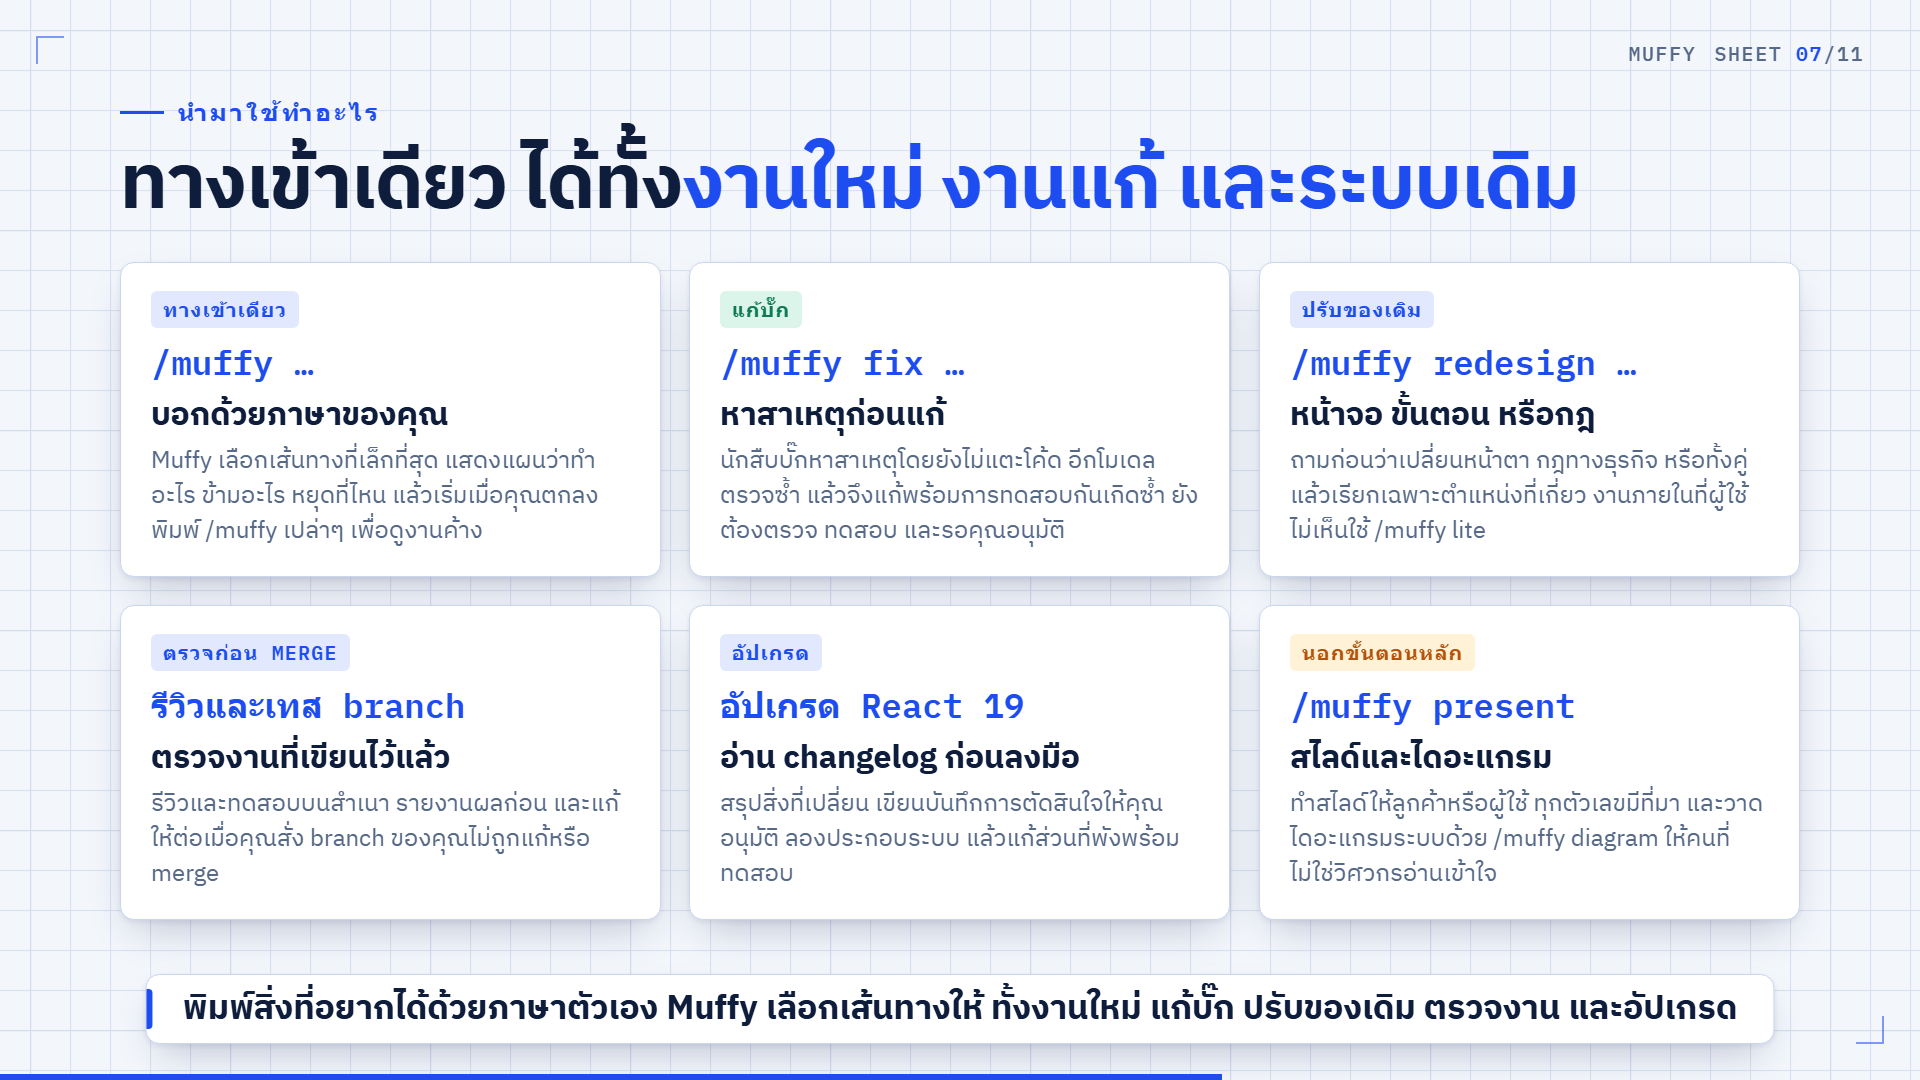 MUFFY SHEET 07/11
นำมาใช้ทำอะไร
ทางเข้าเดียว ได้ทั้งงานใหม่ งานแก้ และระบบเดิม
ทางเข้าเดียว
/muffy …
บอกด้วยภาษาของคุณ
Muffy เลือกเส้นทางที่เล็กที่สุด แสดงแผนว่าทำ
อะไร ข้ามอะไร หยุดที่ไหน แล้วเริ่มเมื่อคุณตกลง
พิมพ์ /muffy เปล่าๆ เพื่อดูงานค้าง
แก้บั๊ก
/muffy fix …
หาสาเหตุก่อนแก้
นักสืบบั๊กหาสาเหตุโดยยังไม่แตะโค้ด อีกโมเดล
ตรวจซ้ำ แล้วจึงแก้พร้อมการทดสอบกันเกิดซ้ำ ยัง
ต้องตรวจ ทดสอบ และรอคุณอนุมัติ
ปรับของเดิม
/muffy redesign …
หน้าจอ ขั้นตอน หรือกฎ
ถามก่อนว่าเปลี่ยนหน้าตา กฎทางธุรกิจ หรือทั้งคู่
แล้วเรียกเฉพาะตำแหน่งที่เกี่ยว งานภายในที่ผู้ใช้
ไม่เห็นใช้ /muffy lite
ตรวจก่อน MERGE
รีวิวและเทส branch
ตรวจงานที่เขียนไว้แล้ว
รีวิวและทดสอบบนสำเนา รายงานผลก่อน และแก้
ให้ต่อเมื่อคุณสั่ง branch ของคุณไม่ถูกแก้หรือ
merge
อัปเกรด
อัปเกรด React 19
อ่าน changelog ก่อนลงมือ
สรุปสิ่งที่เปลี่ยน เขียนบันทึกการตัดสินใจให้คุณ
อนุมัติ ลองประกอบระบบ แล้วแก้ส่วนที่พังพร้อม
ทดสอบ
นอกขั้นตอนหลัก
/muffy present
สไลด์และไดอะแกรม
ทำสไลด์ให้ลูกค้าหรือผู้ใช้ ทุกตัวเลขมีที่มา และวาด
ไดอะแกรมระบบด้วย /muffy diagram ให้คนที่
ไม่ใช่วิศวกรอ่านเข้าใจ
พิมพ์สิ่งที่อยากได้ด้วยภาษาตัวเอง Muffy เลือกเส้นทางให้ ทั้งงานใหม่ แก้บั๊ก ปรับของเดิม ตรวจงาน และอัปเกรด